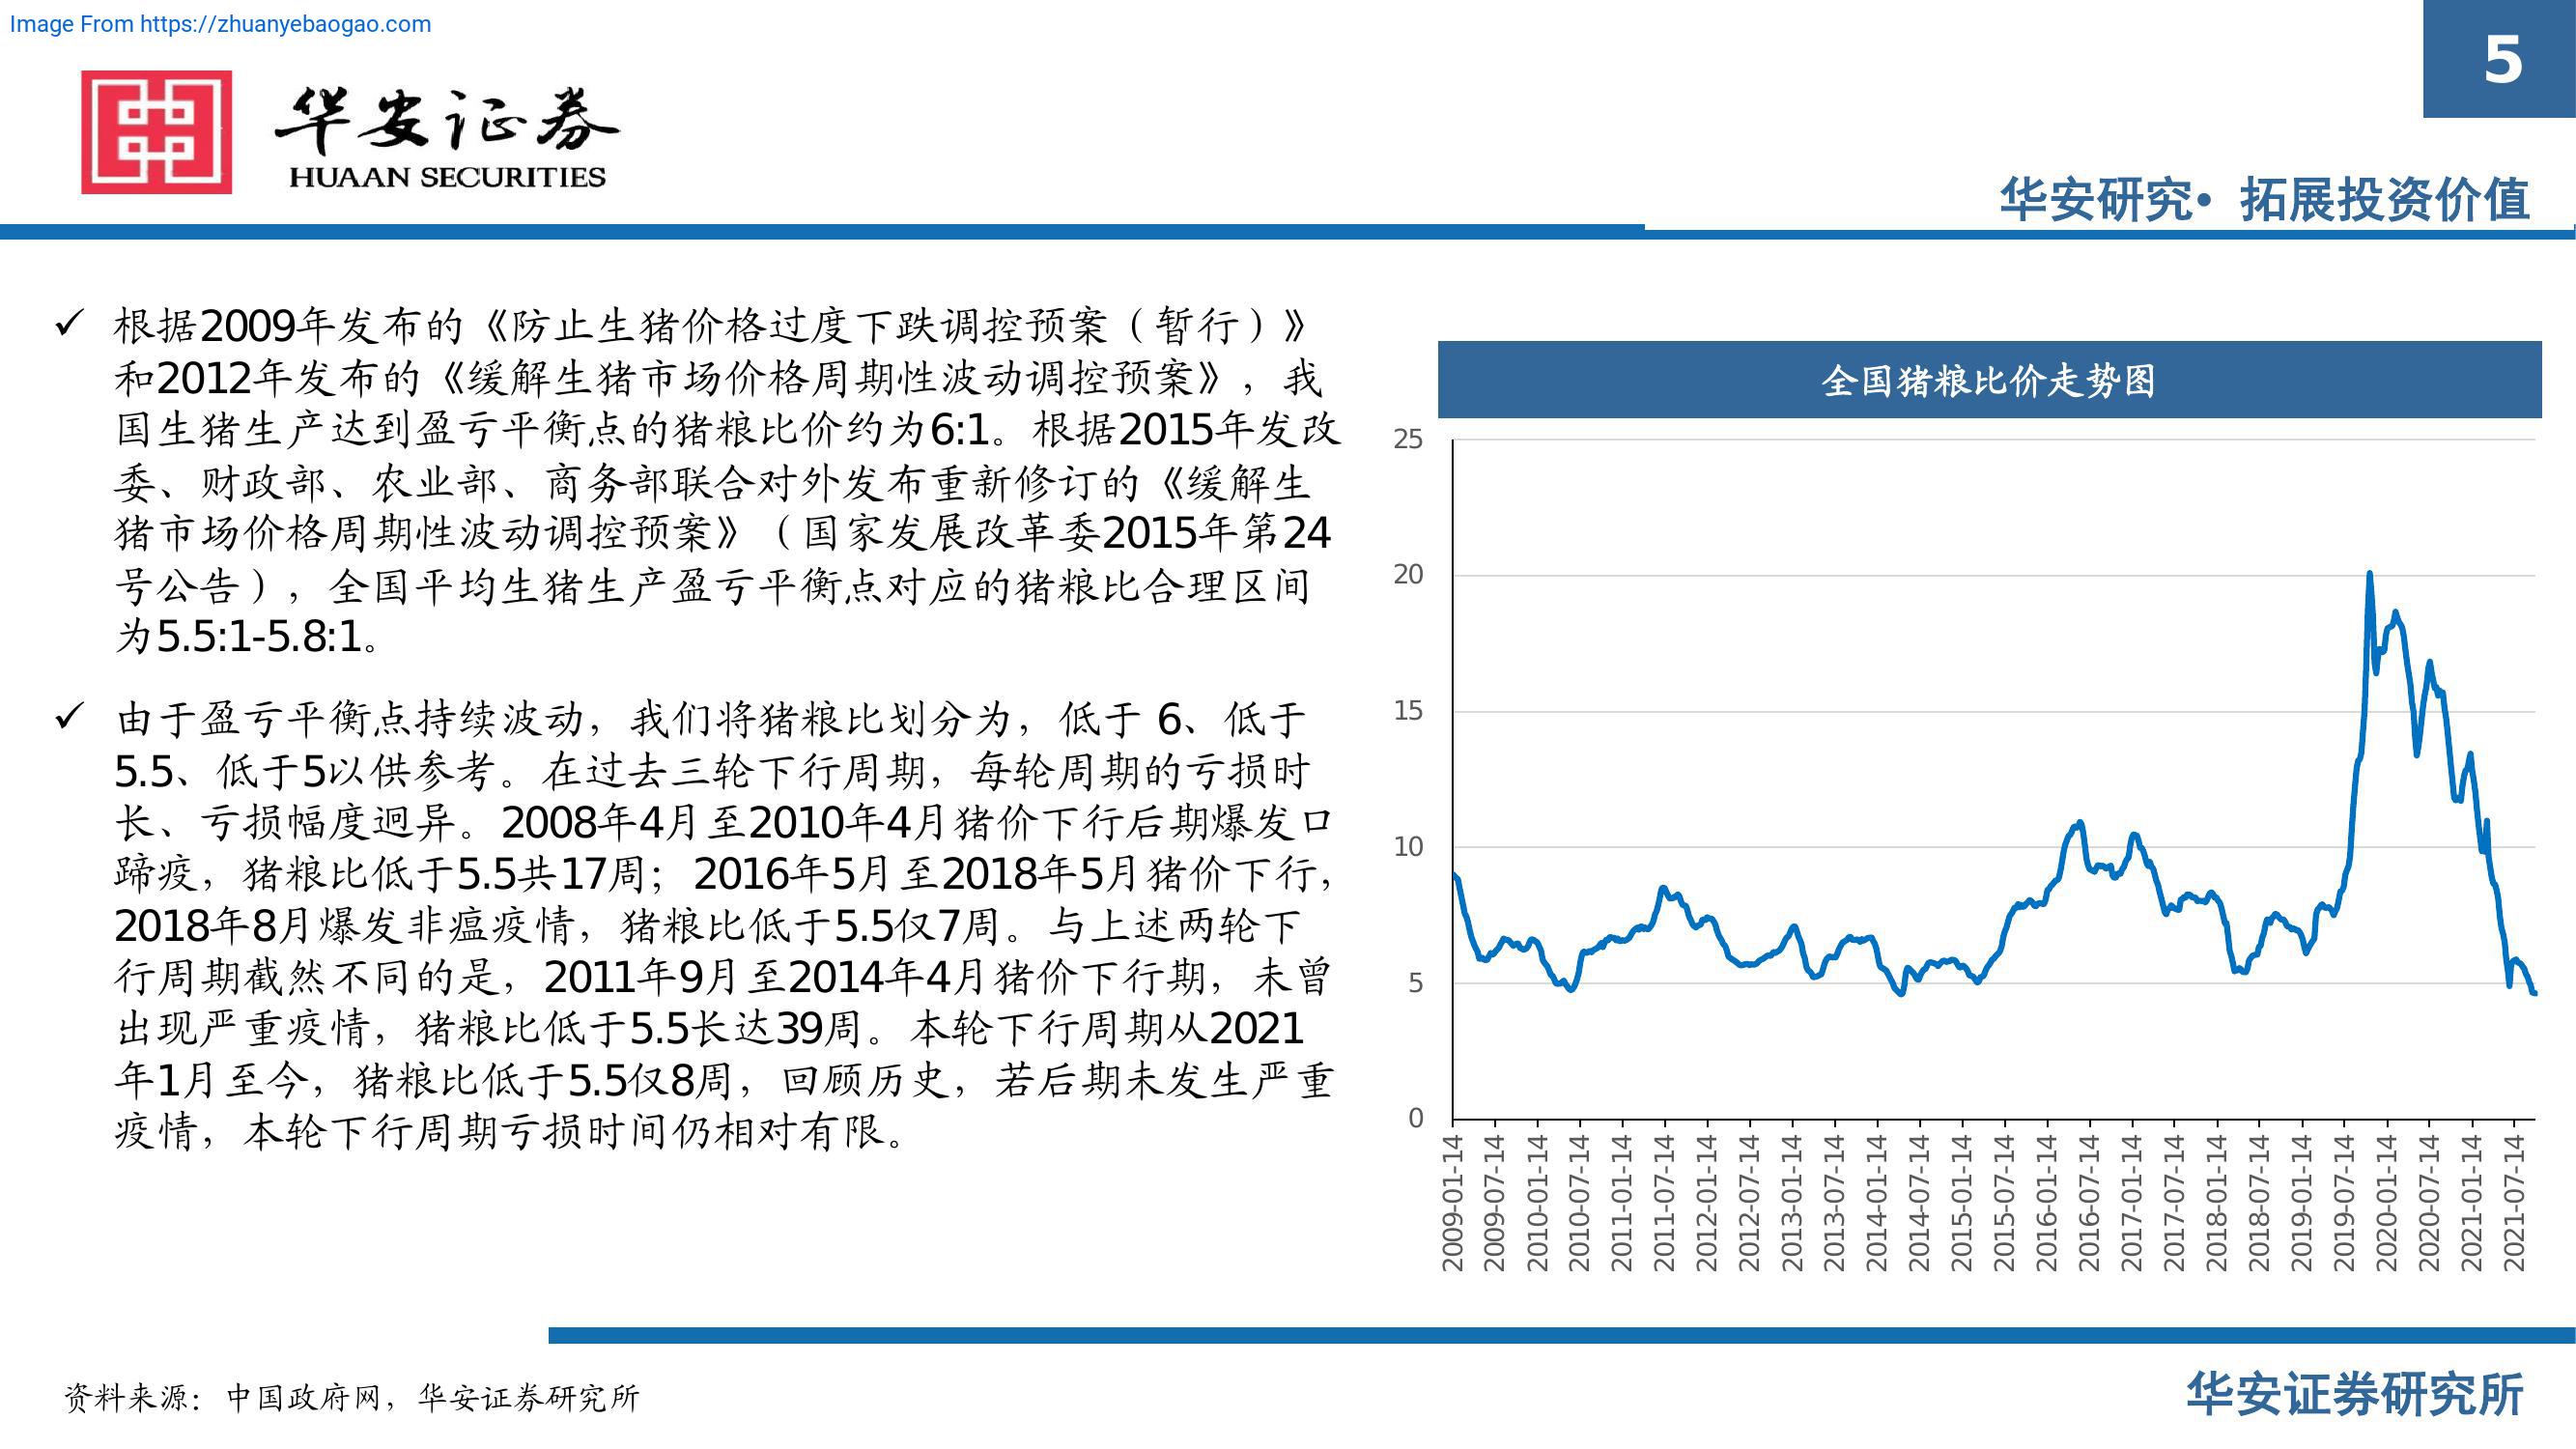 Image From https://zhuanyebaogao.com
5
华安证券
HUAAN SECURITIES
华安研究• 拓展投资价值
✓ 根据2009年发布的《防止生猪价格过度下跌调控预案（暂行）》
和2012年发布的《缓解生猪市场价格周期性波动调控预案》，我
国生猪生产达到盈亏平衡点的猪粮比价约为6:1。根据2015年发改
委、财政部、农业部、商务部联合对外发布重新修订的《缓解生
猪市场价格周期性波动调控预案》（国家发展改革委2015年第24
号公告），全国平均生猪生产盈亏平衡点对应的猪粮比合理区间
为5.5:1-5.8:1。
✓ 由于盈亏平衡点持续波动，我们将猪粮比划分为，低于 6、低于
5.5、低于5以供参考。在过去三轮下行周期，每轮周期的亏损时
长、亏损幅度迥异。2008年4月至2010年4月猪价下行后期爆发口
蹄疫，猪粮比低于5.5共17周；2016年5月至2018年5月猪价下行，
2018年8月爆发非瘟疫情，猪粮比低于5.5仅7周。与上述两轮下
行周期截然不同的是，2011年9月至2014年4月猪价下行期，未曾
出现严重疫情，猪粮比低于5.5长达39周。本轮下行周期从2021
年1月至今，猪粮比低于5.5仅8周，回顾历史，若后期未发生严重
疫情，本轮下行周期亏损时间仍相对有限。
全国猪粮比价走势图
25
20
15
10
5
0
2009-01-14
2009-07-14
2010-01-14
2010-07-14
2011-01-14
2011-07-14
2012-01-14
2012-07-14
2013-01-14
2013-07-14
2014-01-14
2014-07-14
2015-01-14
2015-07-14
2016-01-14
2016-07-14
2017-01-14
2017-07-14
2018-01-14
2018-07-14
2019-01-14
2019-07-14
2020-01-14
2020-07-14
2021-01-14
2021-07-14
资料来源：中国政府网，华安证券研究所
华安证券研究所